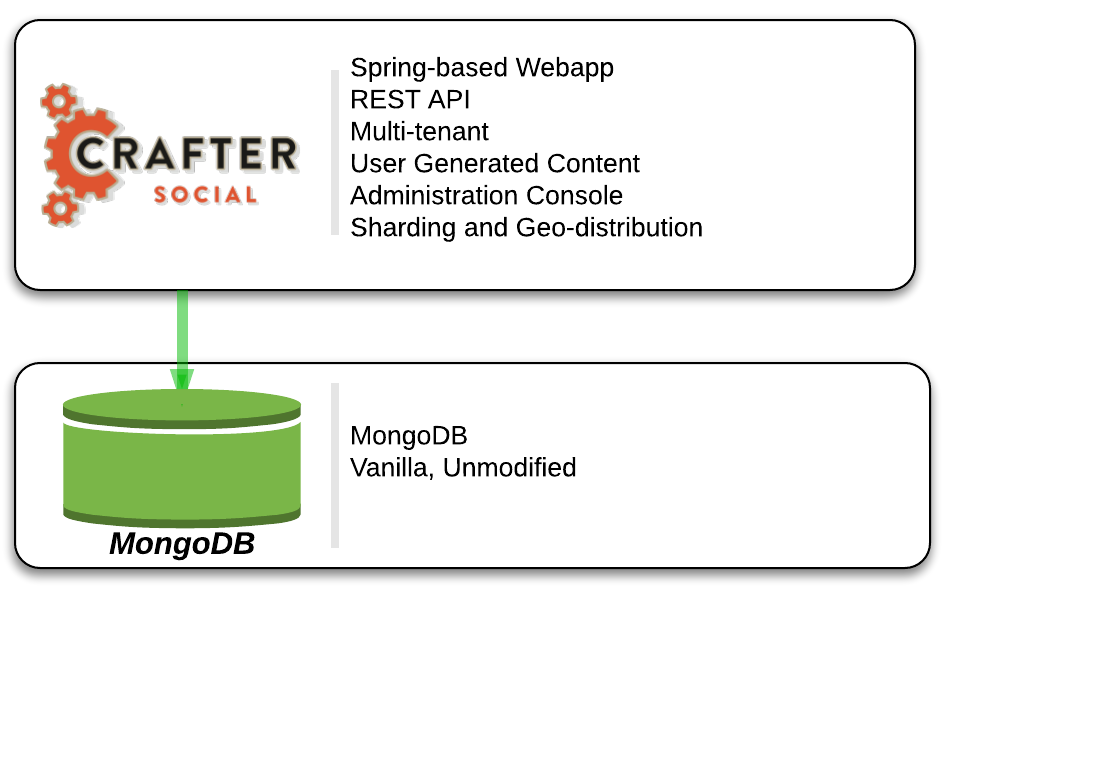 CRAFTER
SOCIAL
Spring-based Webapp
REST API
Multi-tenant
User Generated Content
Administration Console
Sharding and Geo-distribution
MongoDB
MongoDB
Vanilla, Unmodified